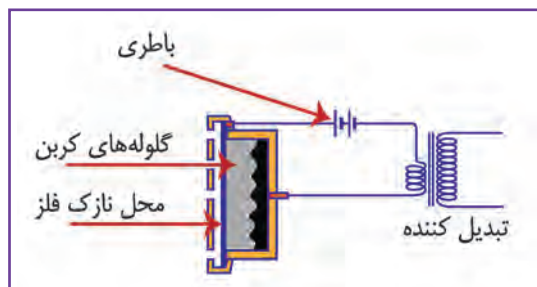 باطری
گلوله‌های کربن
محل نازک فلز
تبدیل کننده